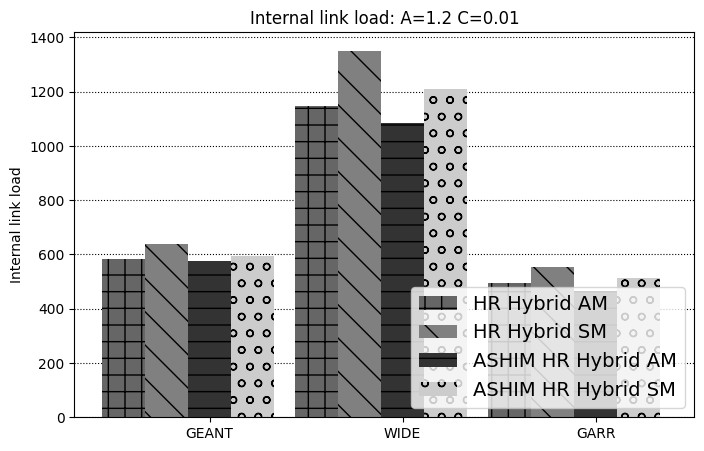 Internal link load: A=1.2 C=0.01
1400
1200
1000
800
600
400
200
0
Internal link load
HR Hybrid AM
HR Hybrid SM
ASHIM HR Hybrid AM
ASHIM HR Hybrid SM
GEANT
WIDE
GARR